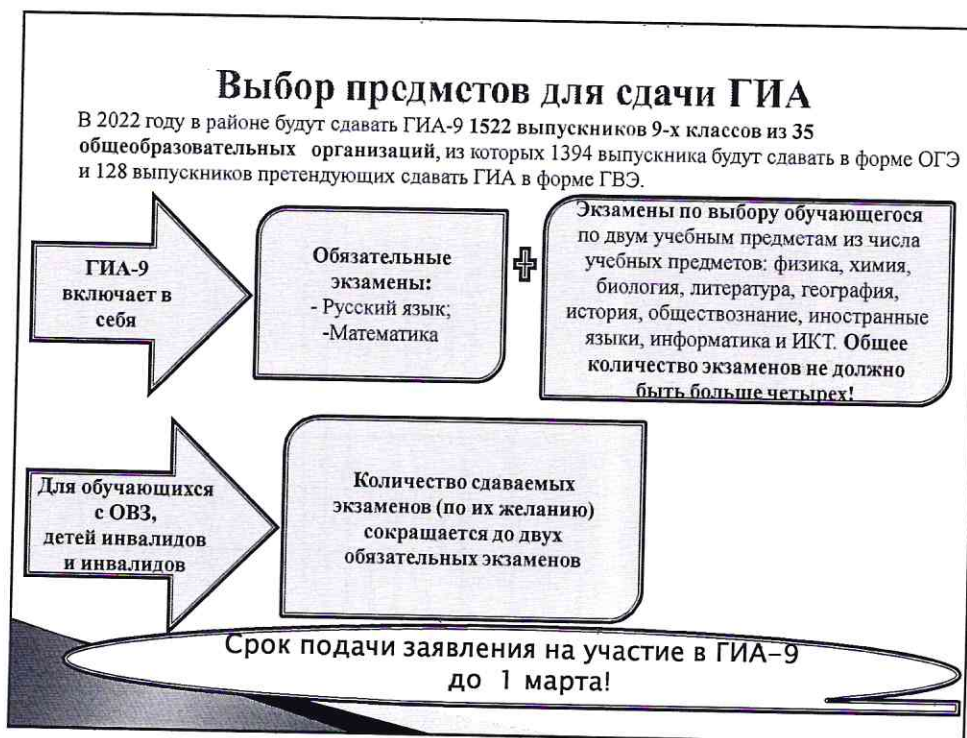 Выбор предметов для сдачи ГИА
В 2022 году в районе будут сдавать ГИА-9 1522 выпускников 9-х классов из 35
общеобразовательных организаций, из которых 1394 выпускника будут сдавать в форме ОГЭ
и 128 выпускников претендующих сдавать ГИА в форме ГВЭ.
ГИА-9
включает в
себя
Обязательные
экзамены:
- Русский язык;
-Математика
Экзамены по выбору обучающегося
по двум учебным предметам из числа
учебных предметов: физика, химия,
биология, литература, география,
история, обществознание, иностранные
языки, информатика и ИКТ. Общее
количество экзаменов не должно
быть больше четырех!
Для обучающихся
с ОВЗ,
детей инвалидов
и инвалидов
Количество сдаваемых
экзаменов (по их желанию)
сокращается до двух
обязательных экзаменов
Срок подачи заявления на участие в ГИА-9
до 1 марта!